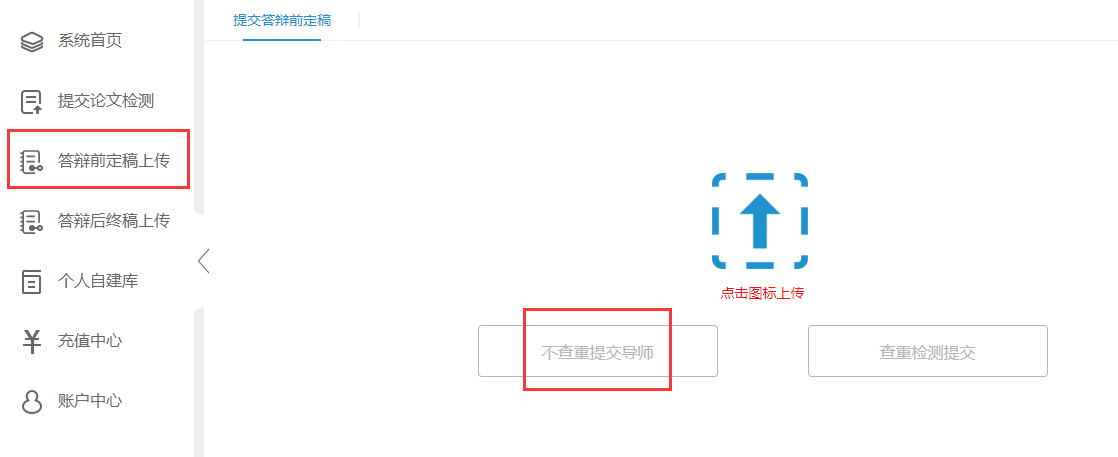 系统首页
提交论文检测
答辩前定稿上传
答辩后终稿上传
个人自建库
充值中心
账户中心
提交答辩前定稿
点击图标上传
不查重提交导师
查重检测提交